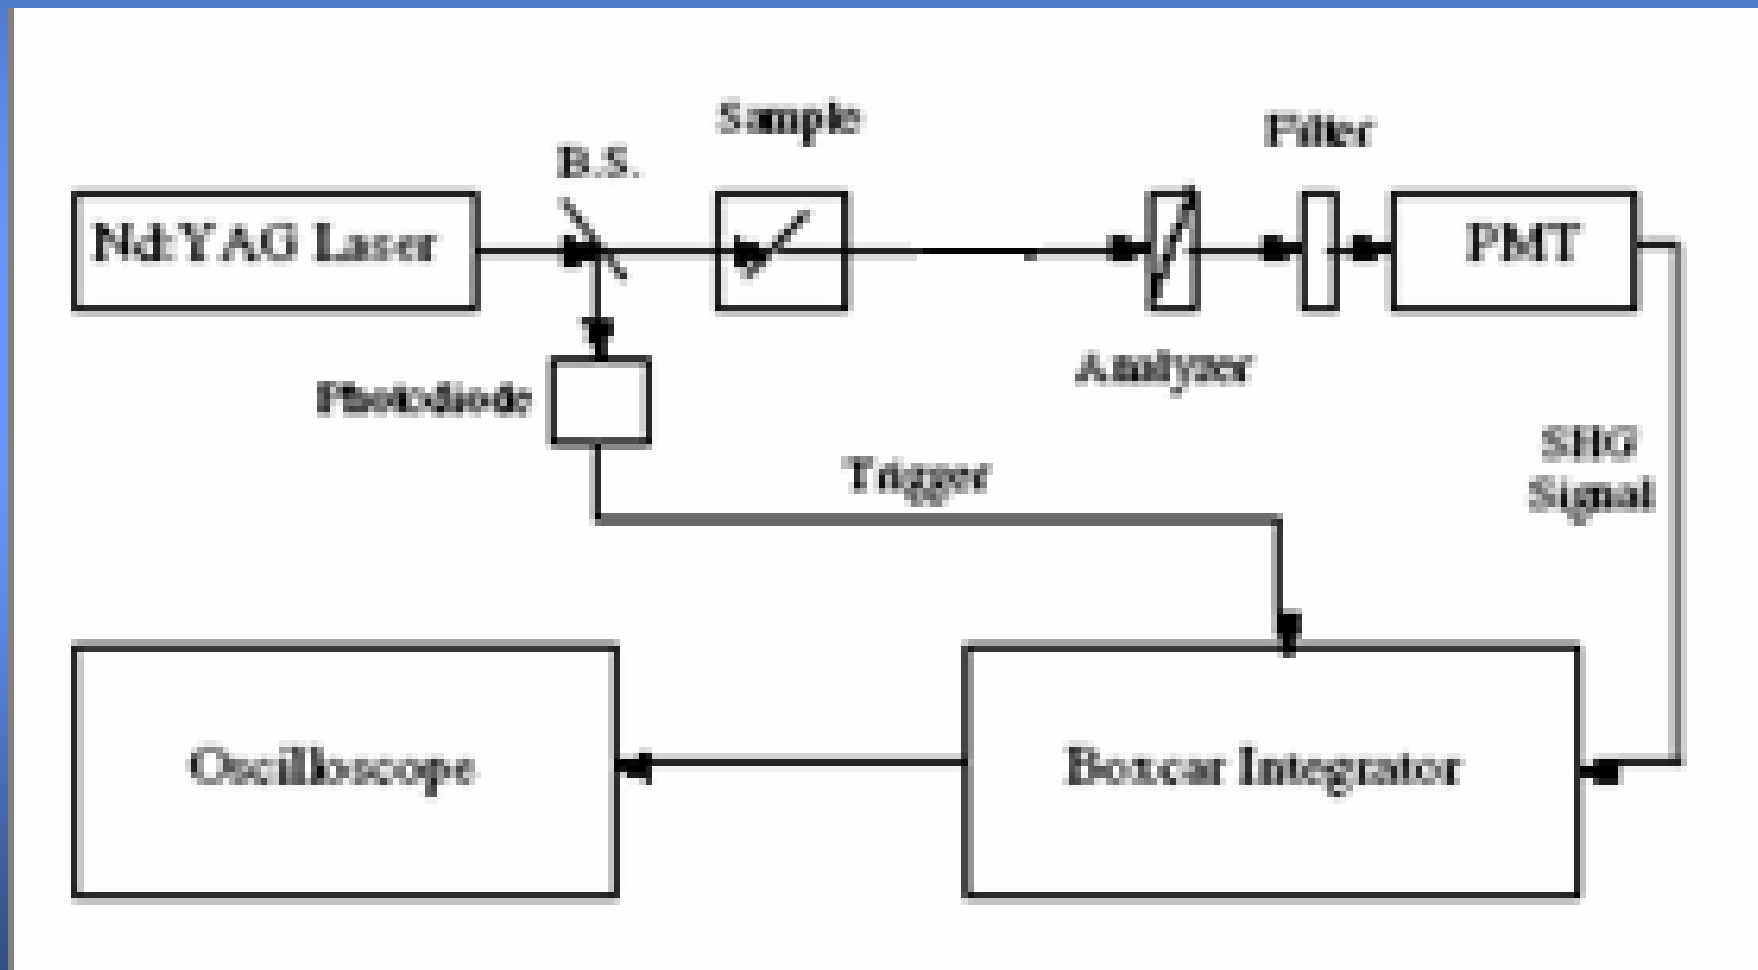 Sample
Filter
B.S.
Nd:YAG Laser
PMT
Analyzer
Photodiode
SHG
Signal
Trigger
Oscilloscope
Boxcar Integrator